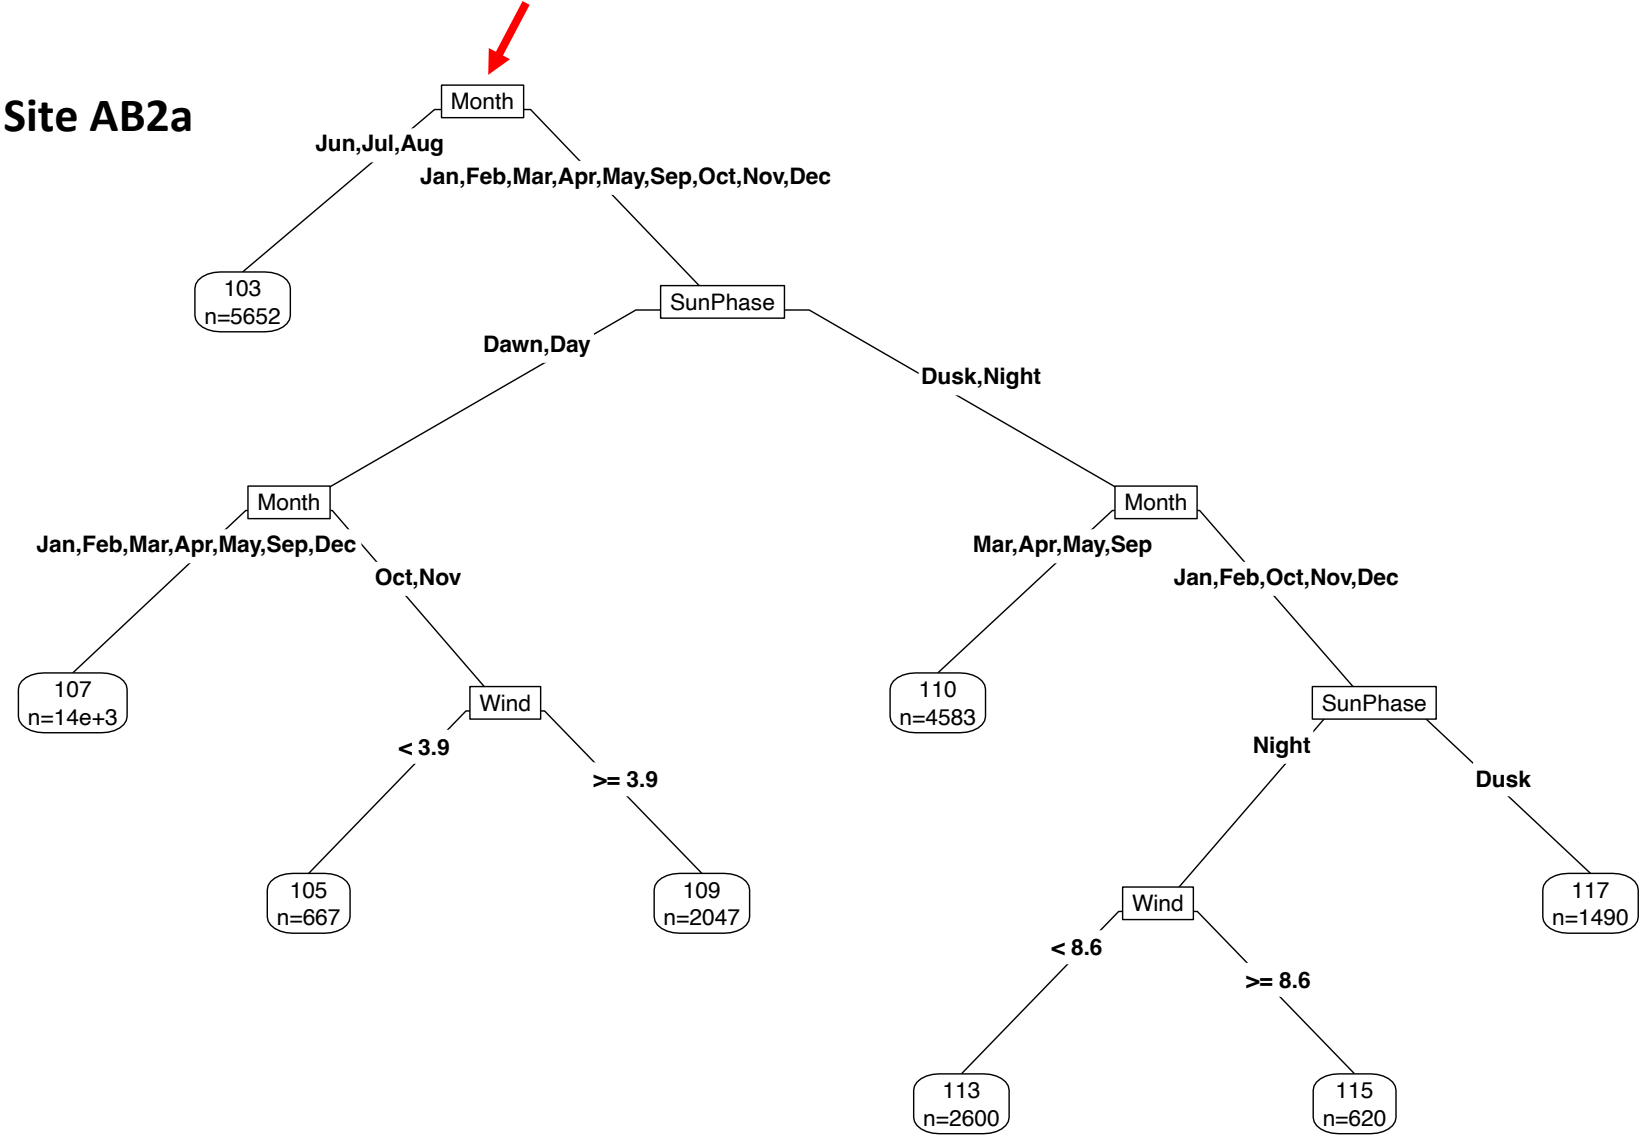 Site AB2a
Month
Jun,Jul,Aug
Jan,Feb,Mar,Apr,May,Sep,Oct,Nov,Dec
103
n=5652
SunPhase
Dawn,Day
Dusk,Night
Month
Month
Jan,Feb,Mar,Apr,May,Sep,Dec
Oct,Nov
Mar,Apr,May,Sep
Jan,Feb,Oct,Nov,Dec
107
n=14e+3
Wind
110
n=4583
SunPhase
< 3.9
>= 3.9
Night
Dusk
105
n=667
109
n=2047
Wind
117
n=1490
< 8.6
>= 8.6
113
n=2600
115
n=620